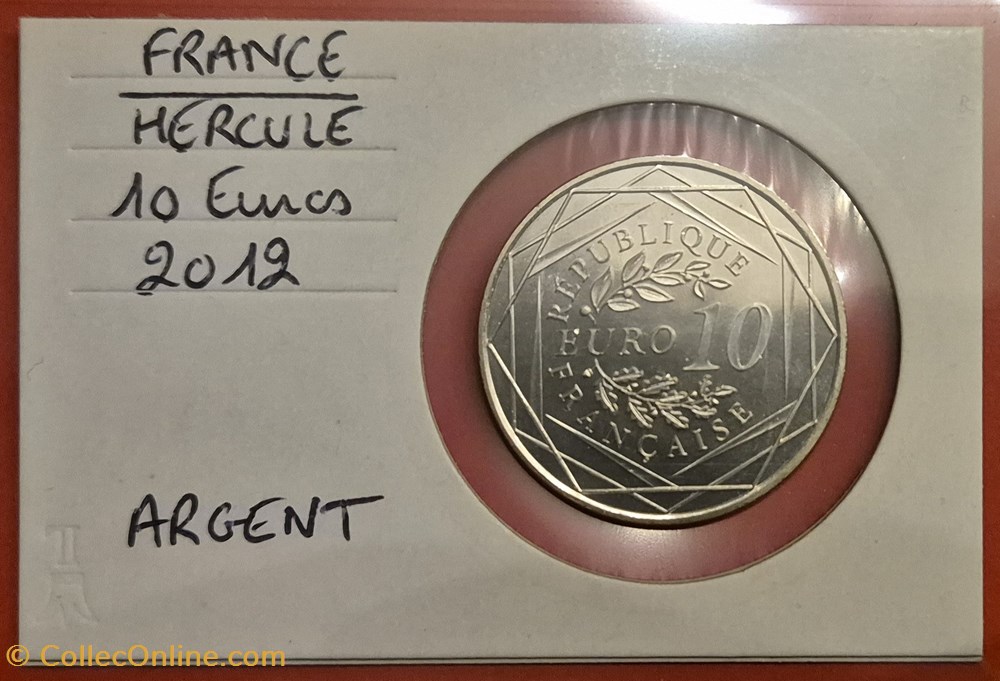 FRANCE
HERCULE
10 Euros
2012
ARGENT
RÉPUBLIQUE
EURO 10
FRANÇAISE
© CollecOnline.com